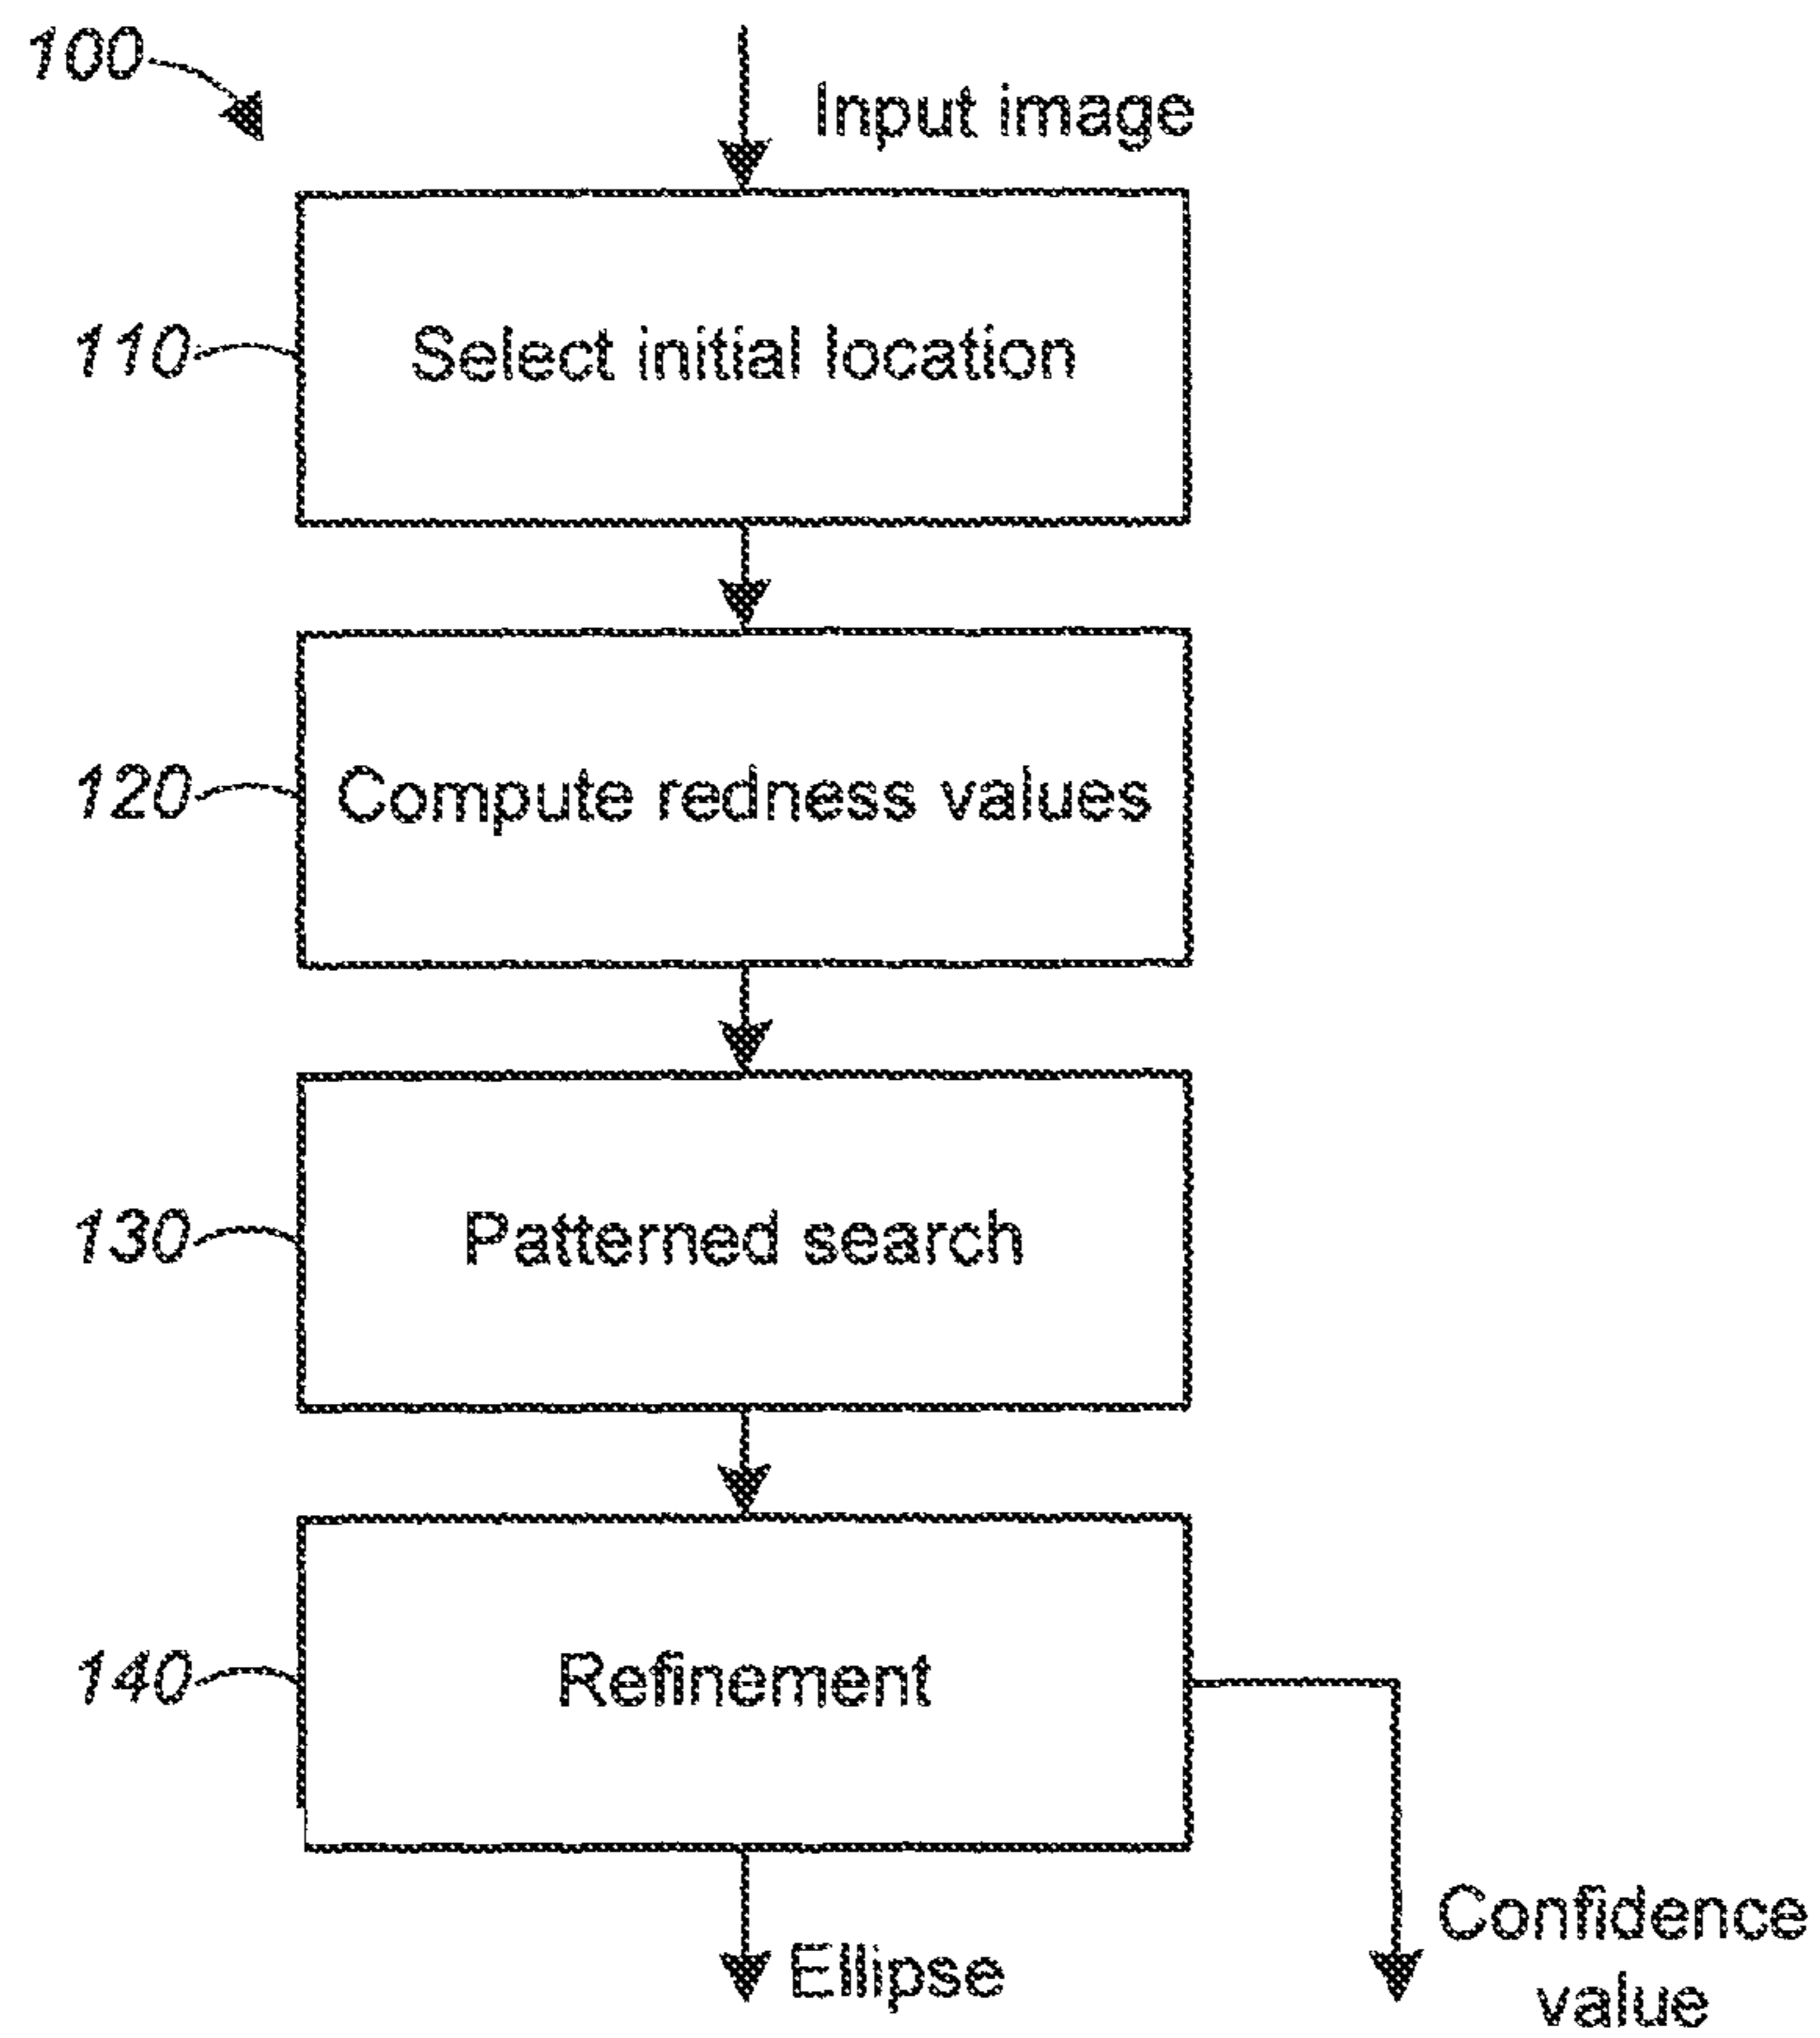 100
Input image
110
Select initial location
120
Compute redness values
130
Patterned search
140
Refinement
Ellipse
Confidence
value